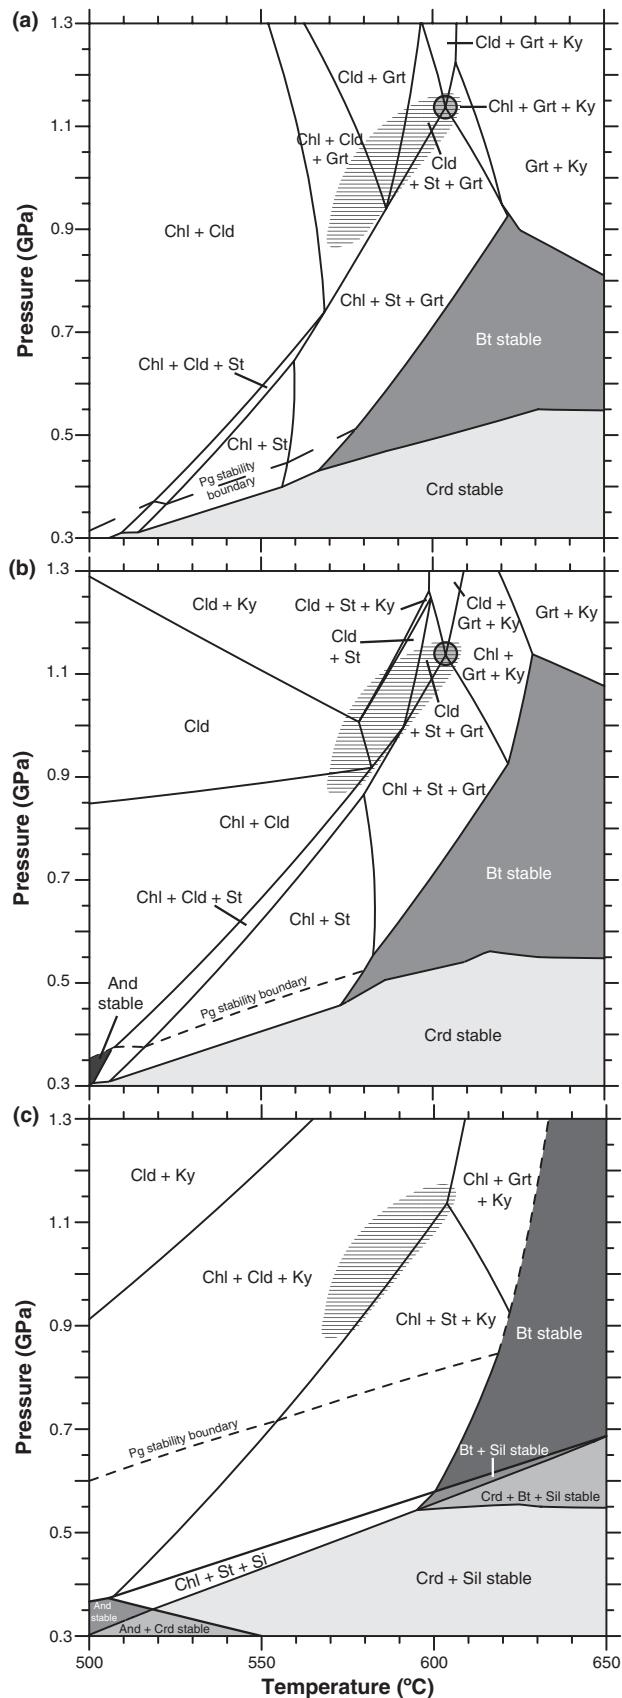 (a)
1.3
Cld + Grt + Ky
Cld + Grt
1.1
Chl + Grt + Ky
Chl + Cld
+ Grt
Cld
+ St + Grt
Grt + Ky
Pressure (GPa)
0.9
Chl + Cld
Chl + St + Grt
0.7
Bt stable
Chl + Cld + St
0.5
Chl + St
Pg stability
boundary
Crd stable
0.3
(b)
1.3
Cld + Ky
Cld + St + Ky
Cld +
Grt + Ky
Grt + Ky
Cld
+ St
1.1
Chl +
Grt + Ky
Cld
+ St + Grt
Cld
Pressure (GPa)
0.9
Chl + St + Grt
Chl + Cld
0.7
Bt stable
Chl + Cld + St
Chl + St
0.5
And
stable
Pg stability boundary
Crd stable
0.3
(c)
1.3
Cld + Ky
Chl + Grt
+ Ky
1.1
Chl + Cld + Ky
Pressure (GPa)
0.9
Chl + St + Ky
Bt stable
0.7
Pg stability boundary
Bt + Sil stable
Crd + Bt + Sil stable
0.5
Chl + St + Si
Crd + Sil stable
And
stable
And + Crd stable
0.3
500
550
600
650
Temperature (ºC)